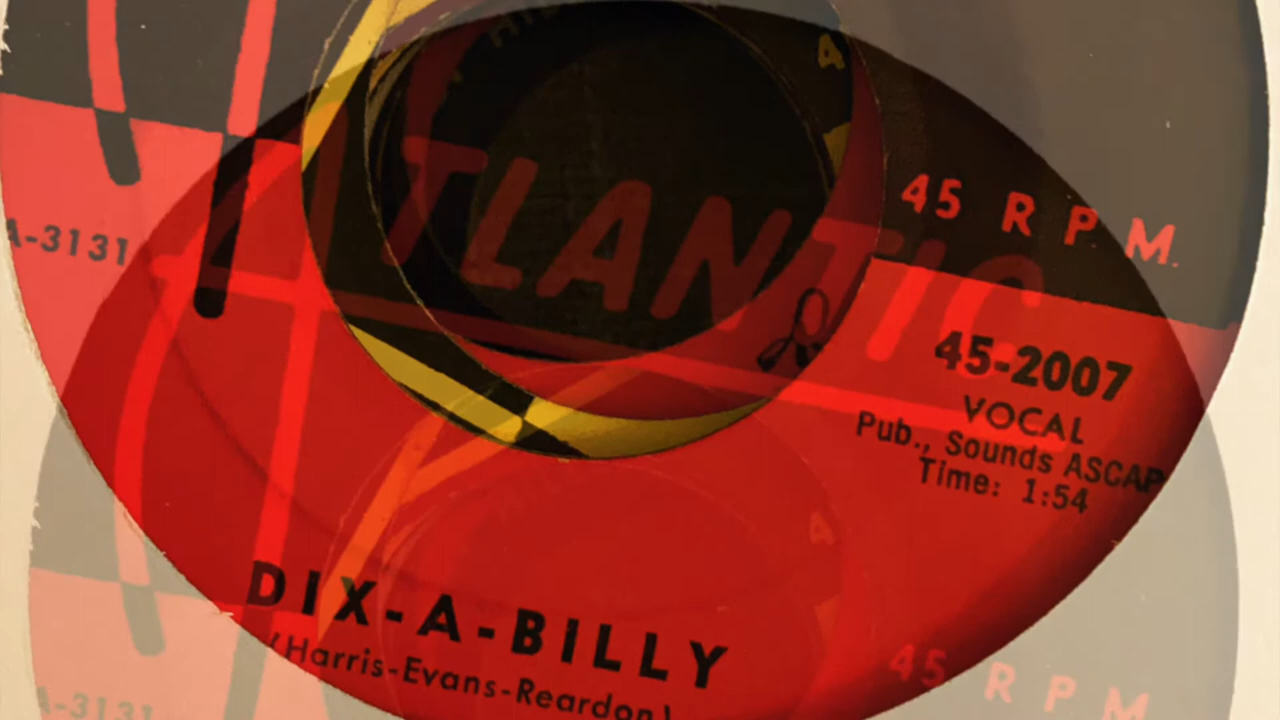 ATLANTIC
45 RPM.
A-3131
45-2007
VOCAL
Pub., Sounds ASCAP
Time: 1:54
DIX-A-BILLY
(Harris-Evans-Reardon)
45 RPM
A-3131